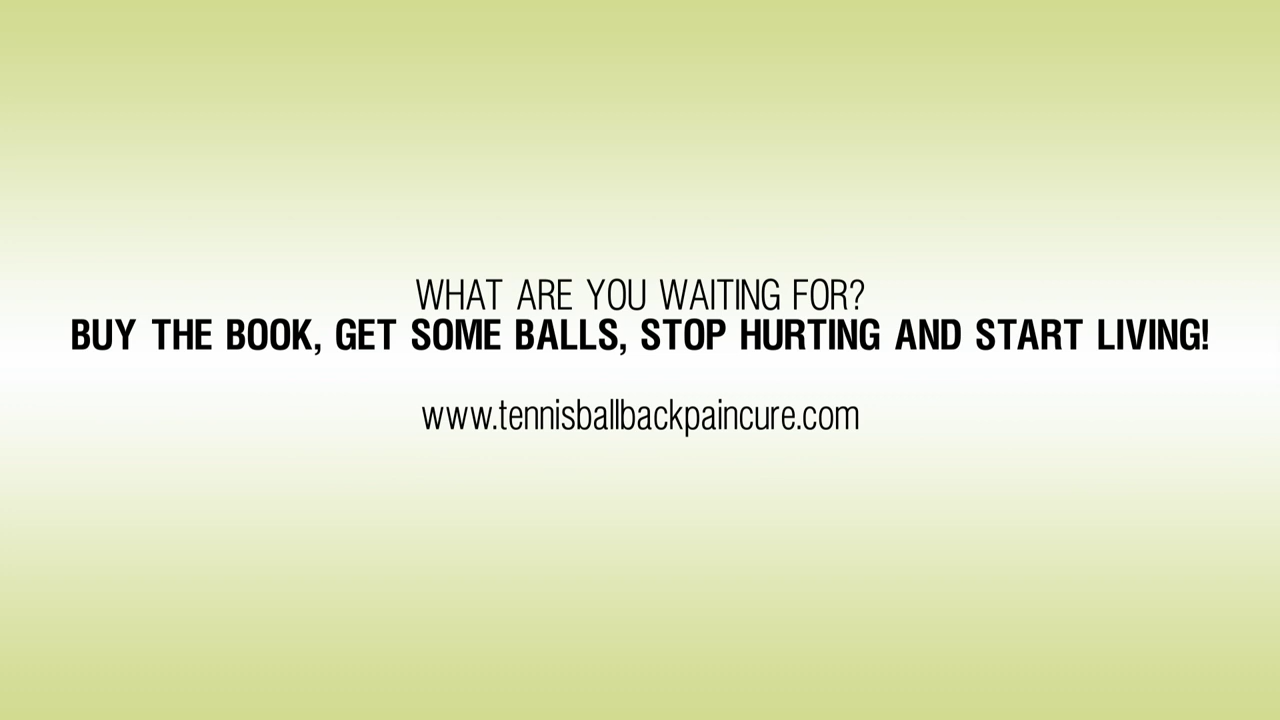 WHAT ARE YOU WAITING FOR?
BUY THE BOOK, GET SOME BALLS, STOP HURTING AND START LIVING!
www.tennisballbackpaincure.com